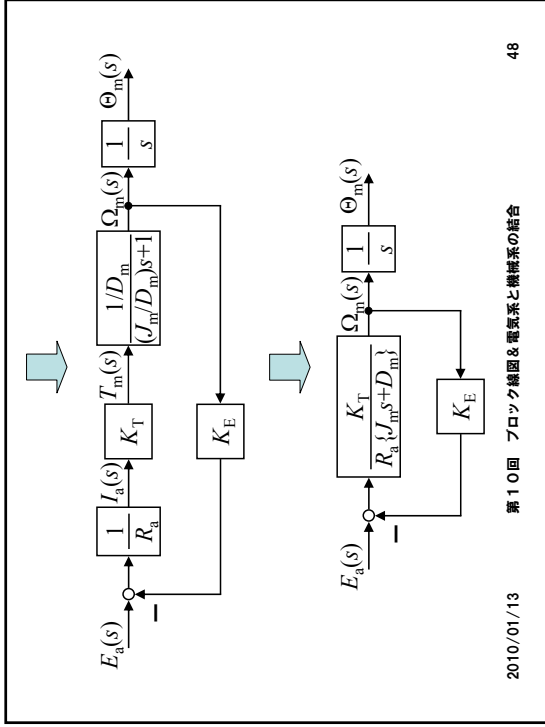 E_a(s)
1/R_a
I_a(s)
K_T
T_m(s)
1/D_m
(J_m/D_m)s+1
Ω_m(s)
1/s
Θ_m(s)
K_E
−
E_a(s)
K_T
R_a{J_ms+D_m}
Ω_m(s)
1/s
Θ_m(s)
K_E
−
2010/01/13 第10回 ブロック線図&電気系と機械系の結合 48